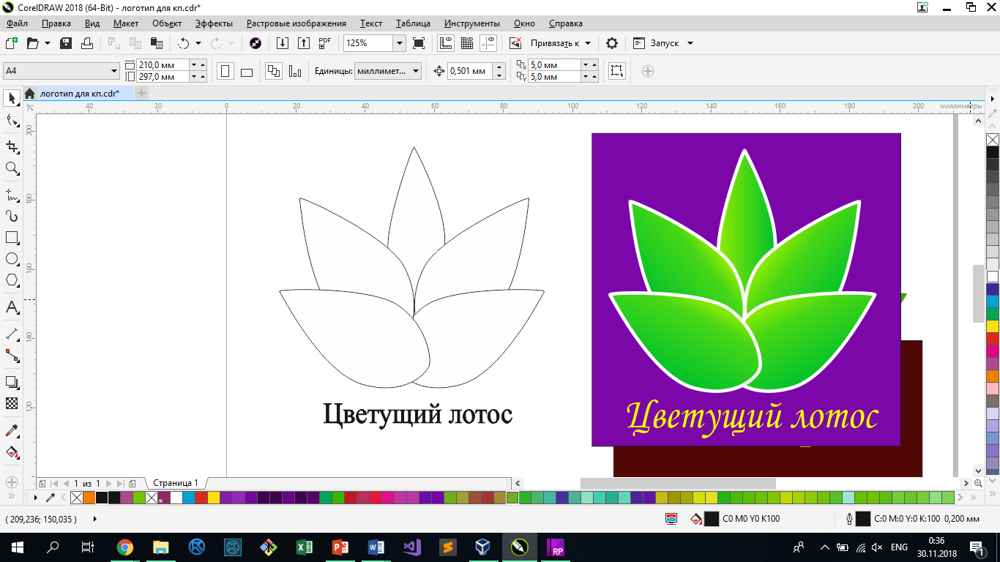 CorelDRAW 2018 (64-Bit) - логотип для кп.cdr*
Файл Правка Вид Макет Объект Эффекты Растровые изображения Текст Таблица Инструменты Окно Справка
PDF 125% Привязать к Запуск
A4 210,0 мм 297,0 мм Единицы: миллимет... 0,501 мм 5,0 мм 5,0 мм
логотип для кп.cdr*
40 20 0 20 40 60 80 100 120 140 160 180 200 миллиметры
200
180
160
140
120
Цветущий лотос
Цветущий лотос
1 из 1 Страница 1
( 209,236; 150,035 ) C0 M0 Y0 K100 C:0 M:0 Y:0 K:100 0,200 мм
ENG 0:36
30.11.2018 1